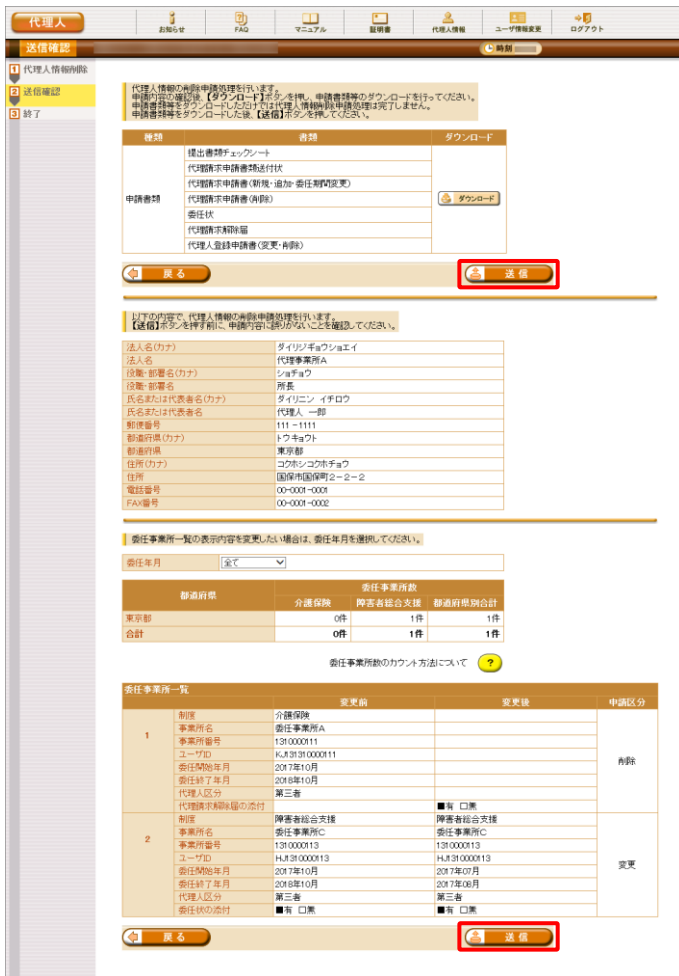 代理人
お知らせ
FAQ
マニュアル
証明書
代理人情報
ユーザ情報変更
ログアウト
送信確認
時刻
1 代理人情報削除
2 送信確認
3 終了
代理人情報の削除申請処理を行います。
申請内容の確認後、【ダウンロード】ボタンを押し、申請書類等のダウンロードを行ってください。
申請書類等をダウンロードしただけでは代理人情報削除申請処理は完了しません。
申請書類等をダウンロードした後、【送信】ボタンを押してください。
種類 書類 ダウンロード
申請書類
提出書類チェックシート
代理請求申請書類送付状
代理請求申請書(新規・追加・委任期間変更)
代理請求申請書(削除)
委任状
代理請求解除届
代理人登録申請書(変更・削除)
ダウンロード
戻る 送信
以下の内容で、代理人情報の削除申請処理を行います。
【送信】ボタンを押す前に、申請内容に誤りがないことを確認してください。
法人名(カナ) ダイリジギョウショエイ
法人名 代理事業所A
役職・部署名(カナ) ショチョウ
役職・部署名 所長
氏名または代表者名(カナ) ダイリニン イチロウ
氏名または代表者名 代理人 一郎
郵便番号 111-1111
都道府県(カナ) トウキョウト
都道府県 東京都
住所(カナ) コクホシコクホチョウ
住所 国保市国保町2-2-2
電話番号 00-0001-0001
FAX番号 00-0001-0002
委任事業所一覧の表示内容を変更したい場合は、委任年月を選択してください。
委任年月 全て
都道府県 委任事業所数
介護保険 障害者総合支援 都道府県別合計
東京都 0件 1件 1件
合計 0件 1件 1件
委任事業所数のカウント方法について ?
委任事業所一覧
変更前 変更後 申請区分
1
制度 介護保険
事業所名 委任事業所A
事業所番号 1310000111
ユーザID KJ1310000111
委任開始年月 2017年10月
委任終了年月 2018年10月
代理人区分 第三者
代理請求解除届の添付 ■有 □無
削除
2
制度 障害者総合支援 障害者総合支援
事業所名 委任事業所C 委任事業所C
事業所番号 1310000113 1310000113
ユーザID HJ1310000113 HJ1310000113
委任開始年月 2017年10月 2017年07月
委任終了年月 2018年10月 2017年08月
代理人区分 第三者 第三者
委任状の添付 ■有 □無 ■有 □無
変更
戻る 送信